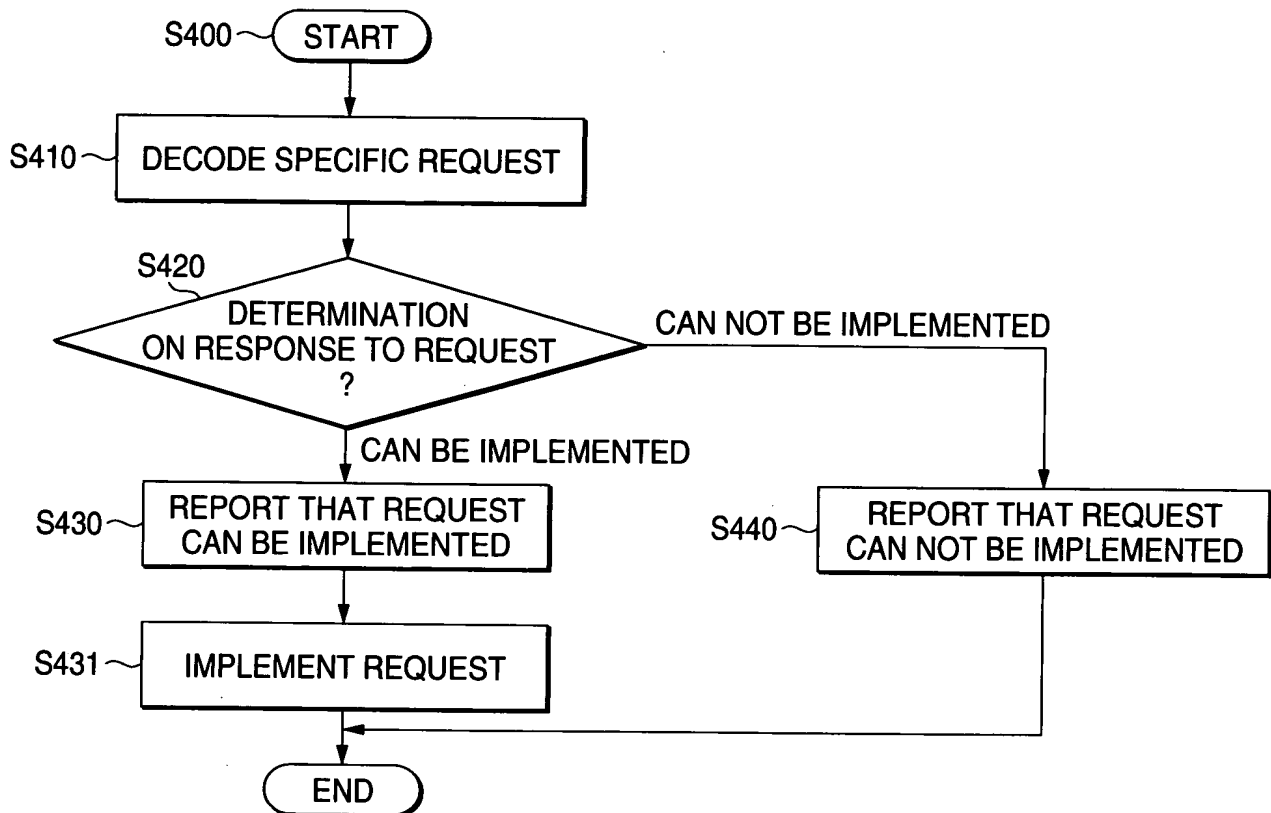 S400
START
S410
DECODE SPECIFIC REQUEST
S420
DETERMINATION
ON RESPONSE TO REQUEST
?
CAN NOT BE IMPLEMENTED
CAN BE IMPLEMENTED
S430
REPORT THAT REQUEST
CAN BE IMPLEMENTED
S440
REPORT THAT REQUEST
CAN NOT BE IMPLEMENTED
S431
IMPLEMENT REQUEST
END